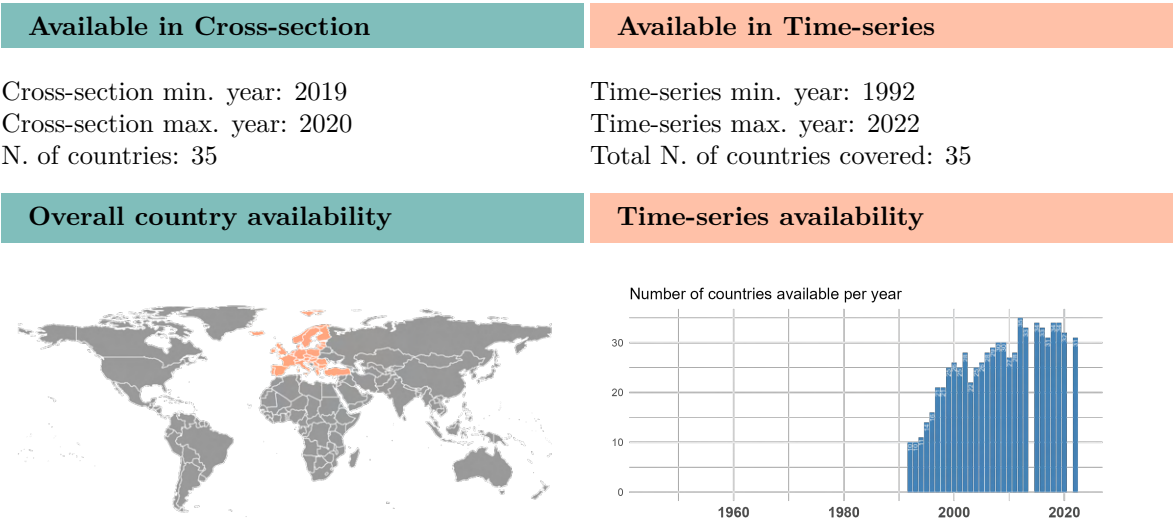 Available in Cross-section
Available in Time-series
Cross-section min. year: 2019
Cross-section max. year: 2020
N. of countries: 35
Time-series min. year: 1992
Time-series max. year: 2022
Total N. of countries covered: 35
Overall country availability
Time-series availability
Number of countries available per year
30
20
10
0
1960
1980
2000
2020